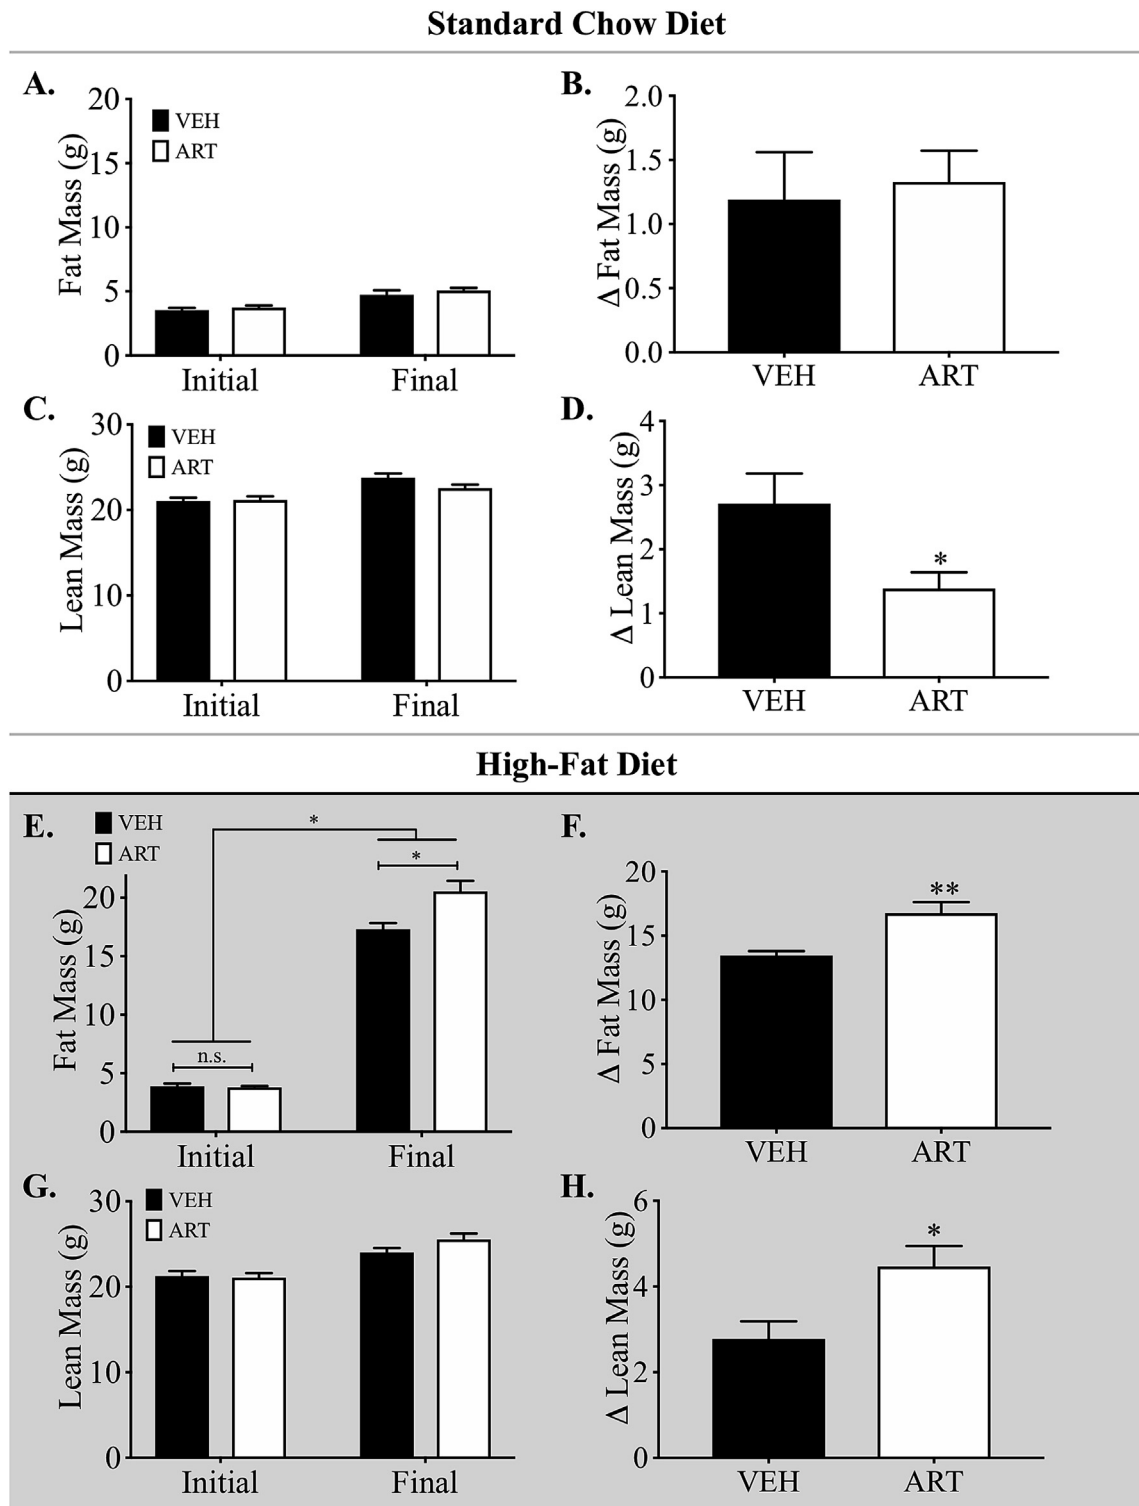 Standard Chow Diet
A.
VEH
ART
Fat Mass (g)
20
15
10
5
0
Initial Final
B.
Δ Fat Mass (g)
2.0
1.5
1.0
0.5
0.0
VEH ART
C.
VEH
ART
Lean Mass (g)
30
20
10
0
Initial Final
D.
Δ Lean Mass (g)
4
3
2
1
0
*
VEH ART
High-Fat Diet
E.
VEH
ART
*
*
n.s.
Fat Mass (g)
20
15
10
5
0
Initial Final
F.
Δ Fat Mass (g)
20
15
10
5
0
**
VEH ART
G.
VEH
ART
Lean Mass (g)
30
20
10
0
Initial Final
H.
Δ Lean Mass (g)
6
4
2
0
*
VEH ART